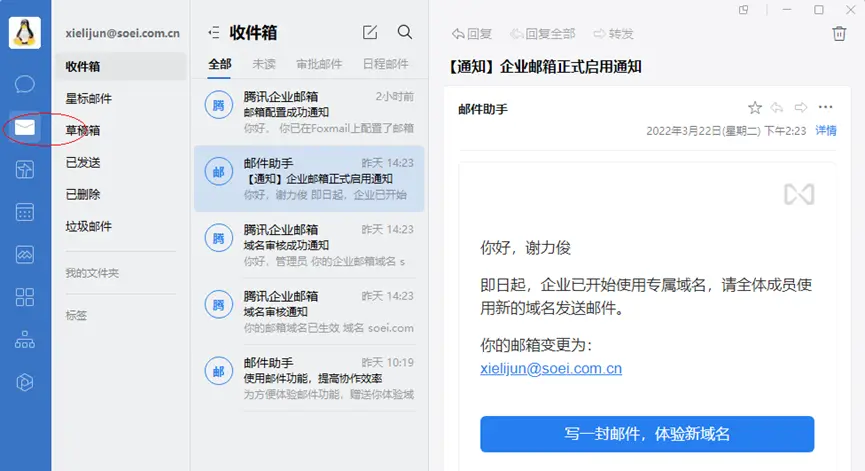 xielijun@soei.com.cn
收件箱
星标邮件
草稿箱
已发送
已删除
垃圾邮件
我的文件夹
标签
收件箱
全部 未读 审批邮件 日程邮件
腾 腾讯企业邮箱 2小时前
邮箱配置成功通知
你好。 你已在Foxmail上配置了邮箱
邮 邮件助手 昨天 14:23
【通知】企业邮箱正式启用通知
你好，谢力俊 即日起，企业已开始
腾 腾讯企业邮箱 昨天 14:23
域名审核成功通知
你好，管理员 你的企业邮箱域名 s
腾 腾讯企业邮箱 昨天 14:23
域名审核通知
你的邮箱域名已生效 域名 soei.com
邮 邮件助手 昨天 10:19
使用邮件功能，提高协作效率
为方便体验邮件功能，赠送你体验域
回复 回复全部 转发
【通知】企业邮箱正式启用通知
邮件助手
2022年3月22日(星期二) 下午2:23 详情
你好，谢力俊
即日起，企业已开始使用专属域名，请全体成员使
用新的域名发送邮件。
你的邮箱变更为：
xielijun@soei.com.cn
写一封邮件，体验新域名